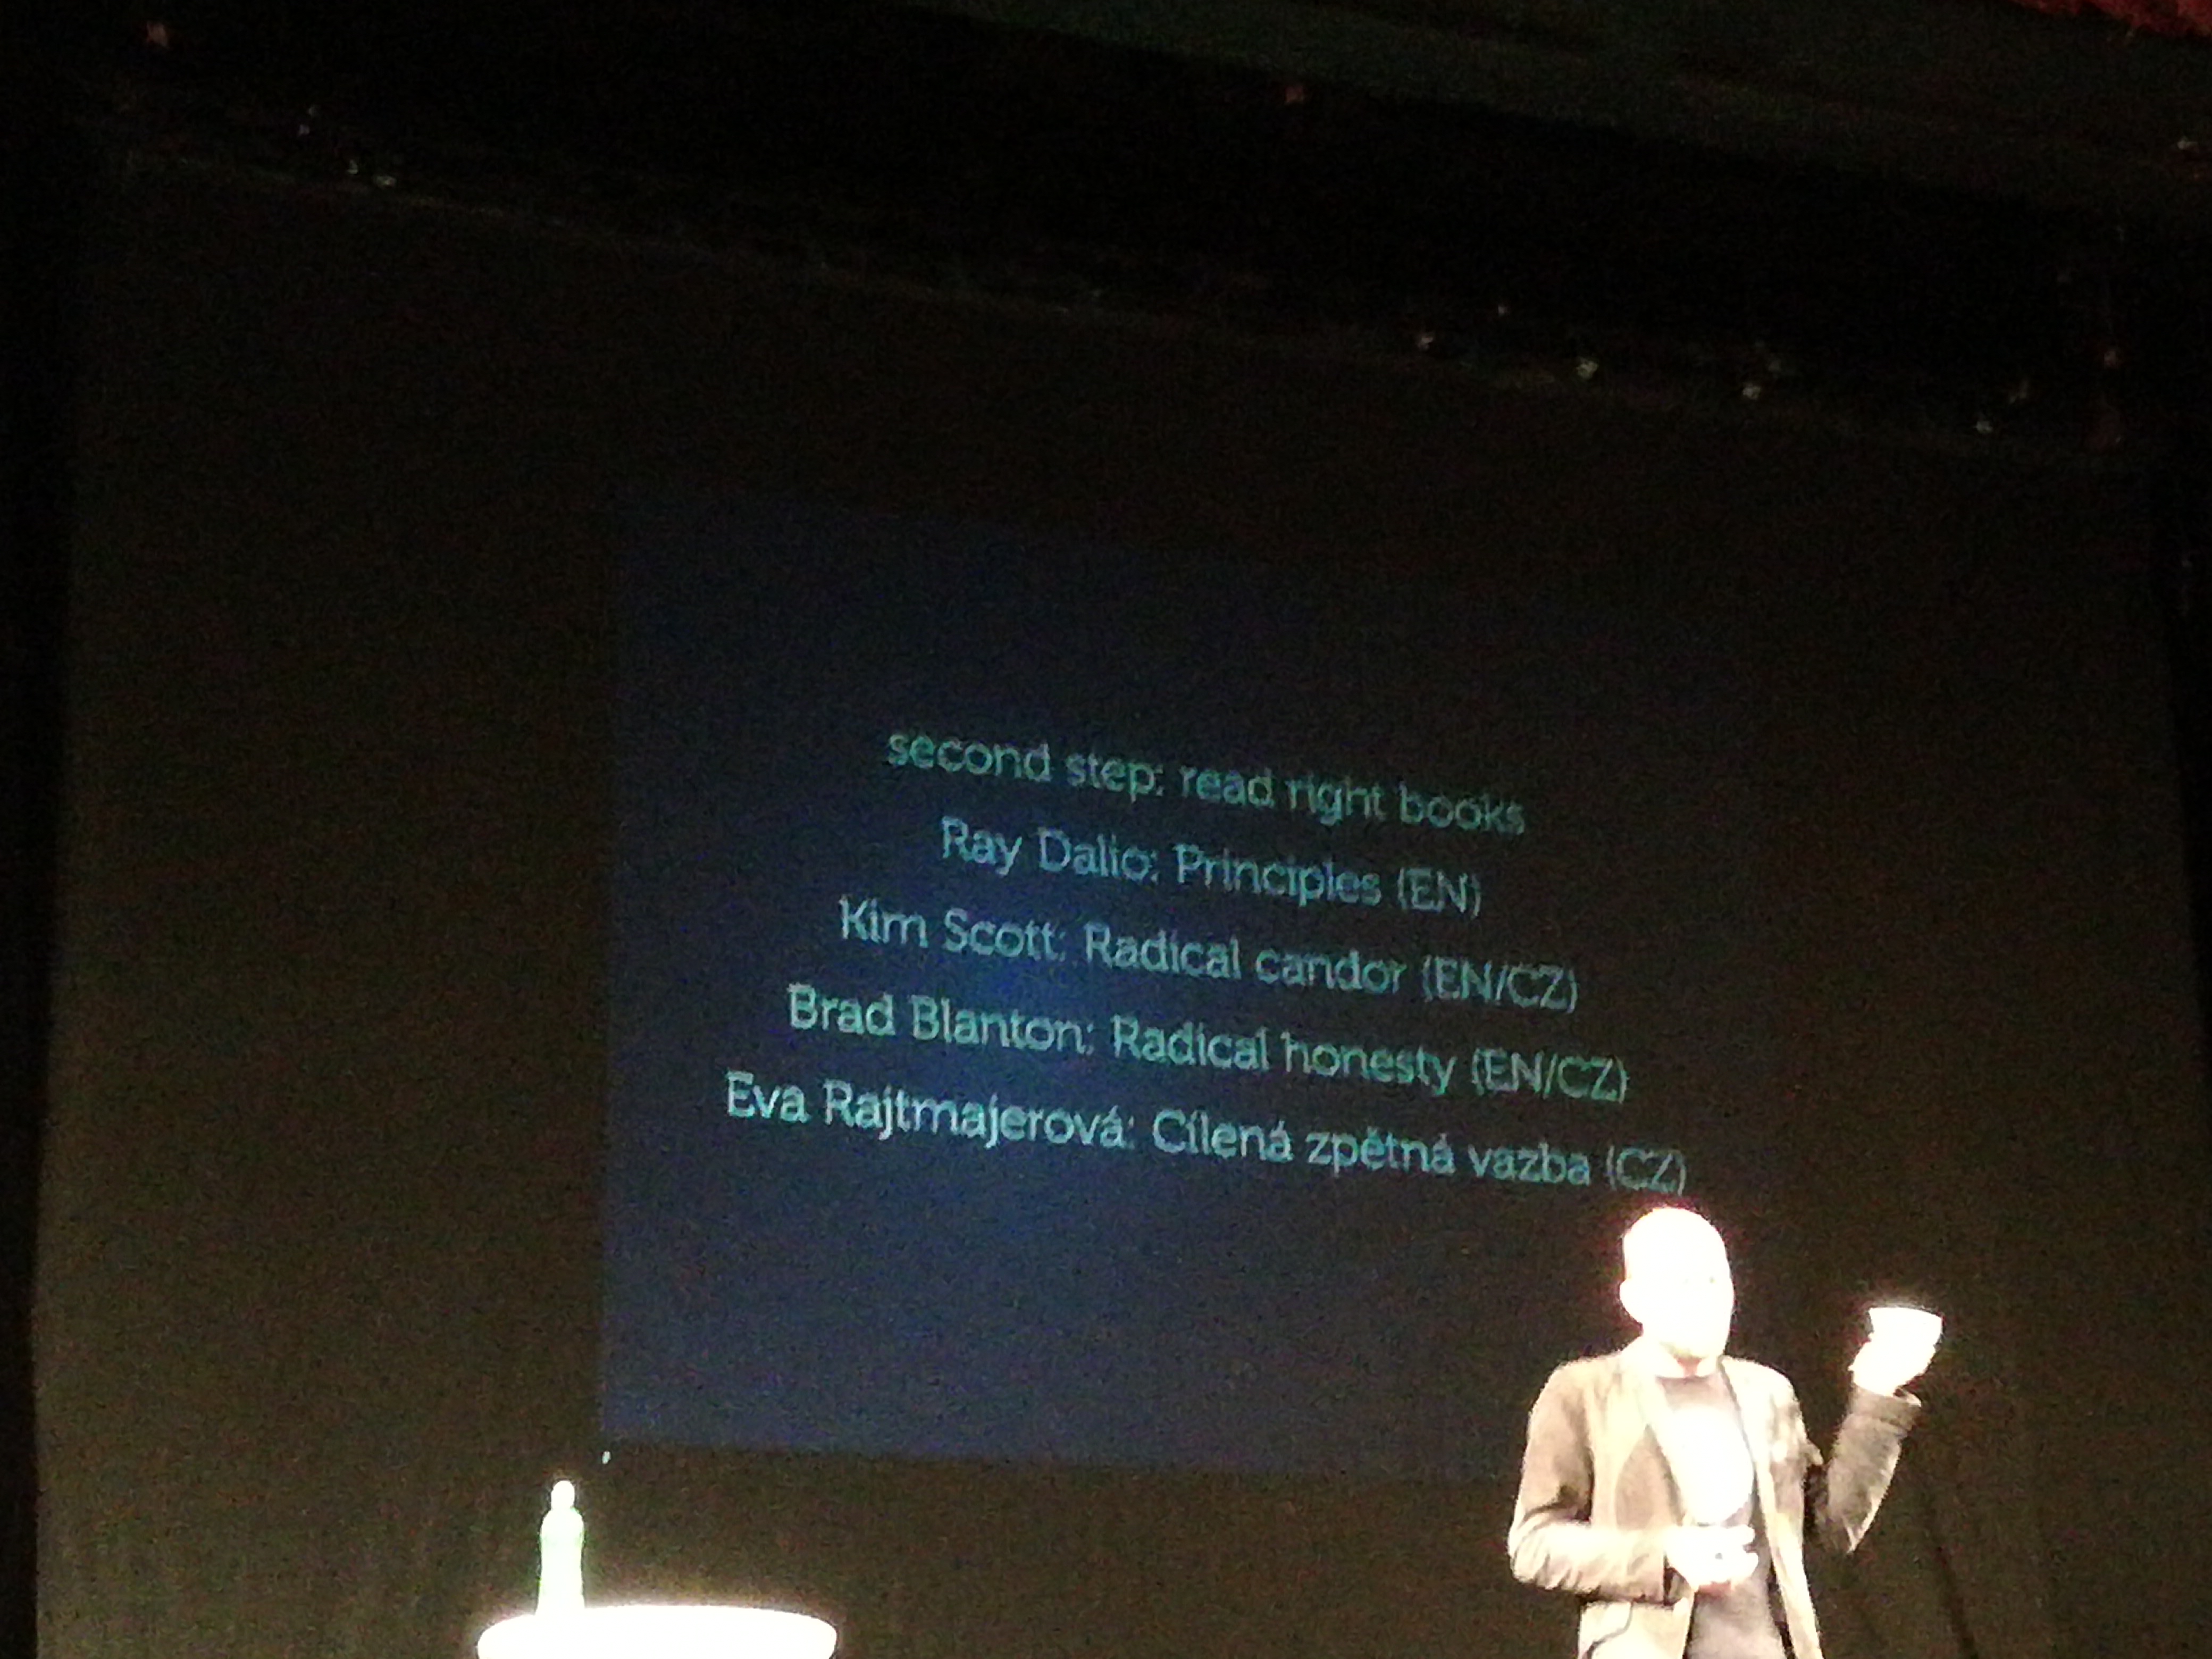 second step: read right books
Ray Dalio: Principles (EN)
Kim Scott: Radical candor (EN/CZ)
Brad Blanton: Radical honesty (EN/CZ)
Eva Rajtmajerová: Cílená zpětná vazba (CZ)